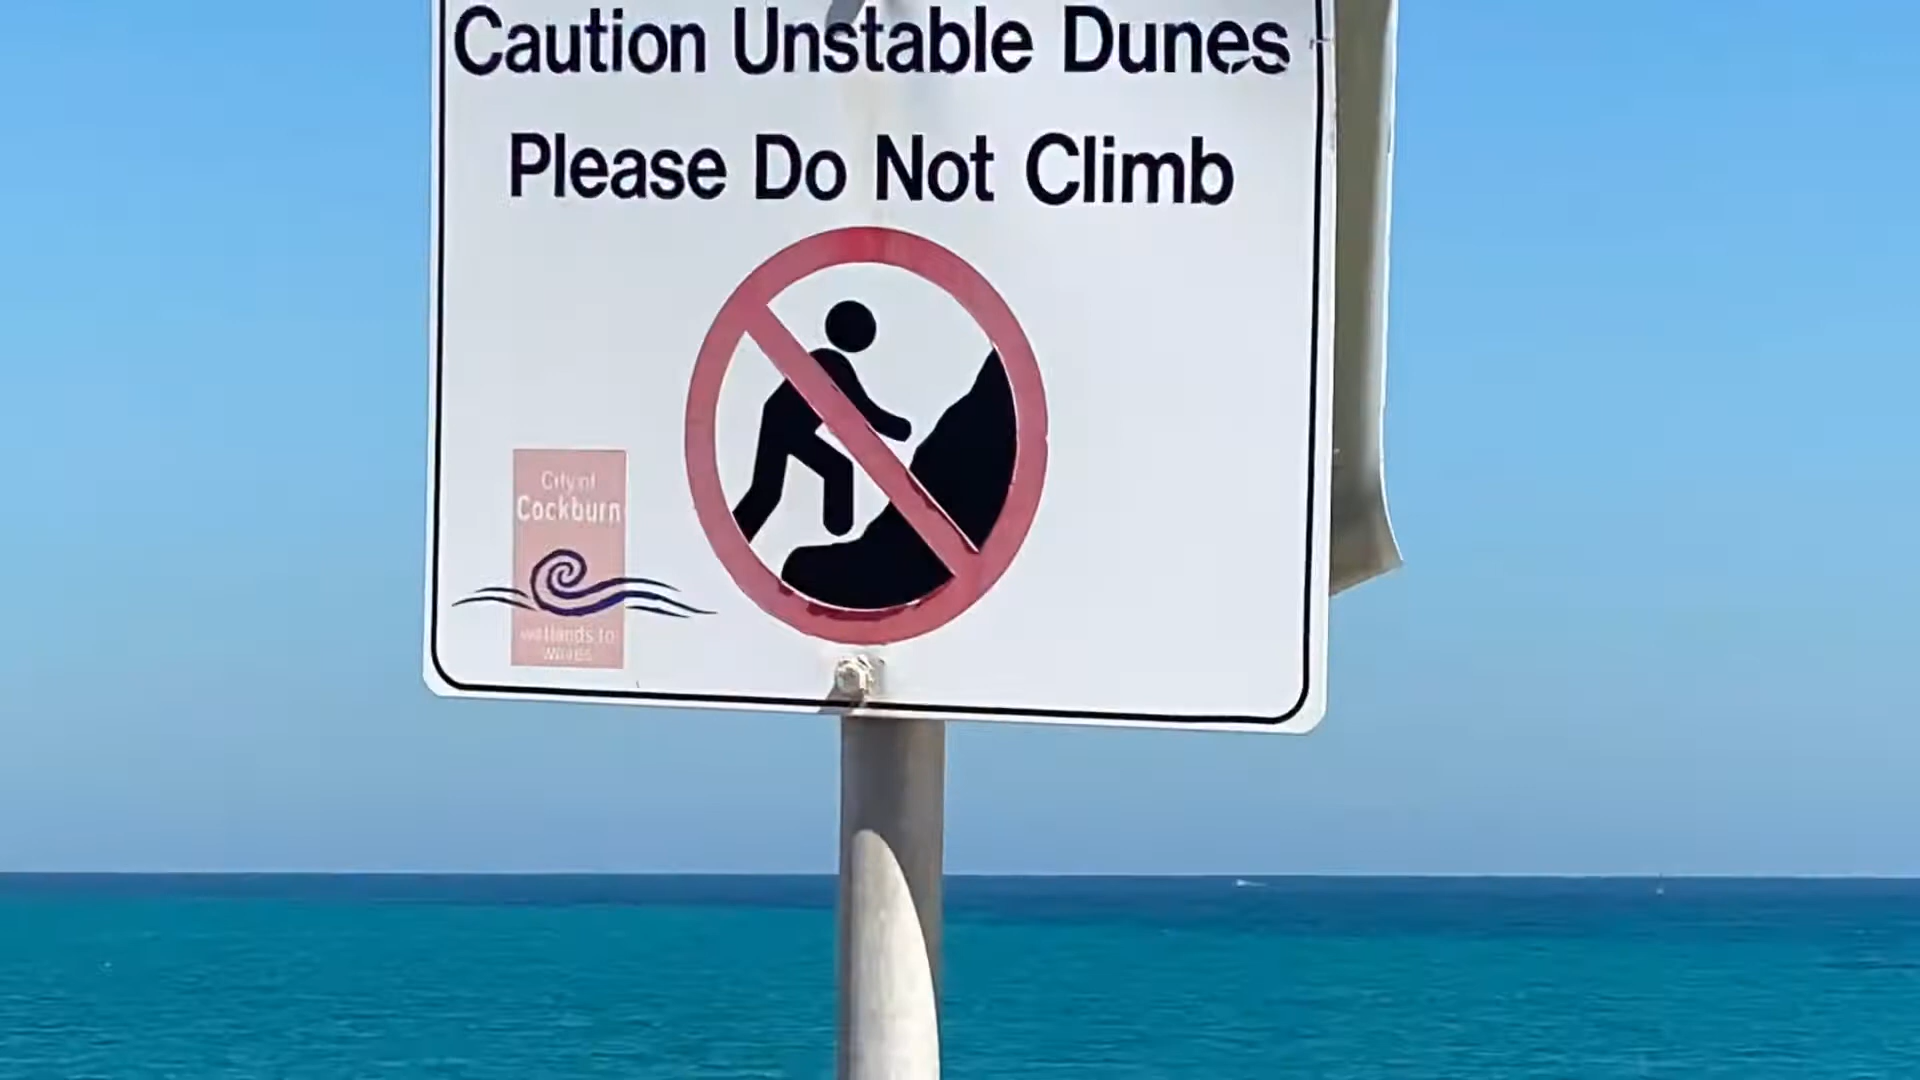 Caution Unstable Dunes
Please Do Not Climb
City of
Cockburn
wetlands to
waves